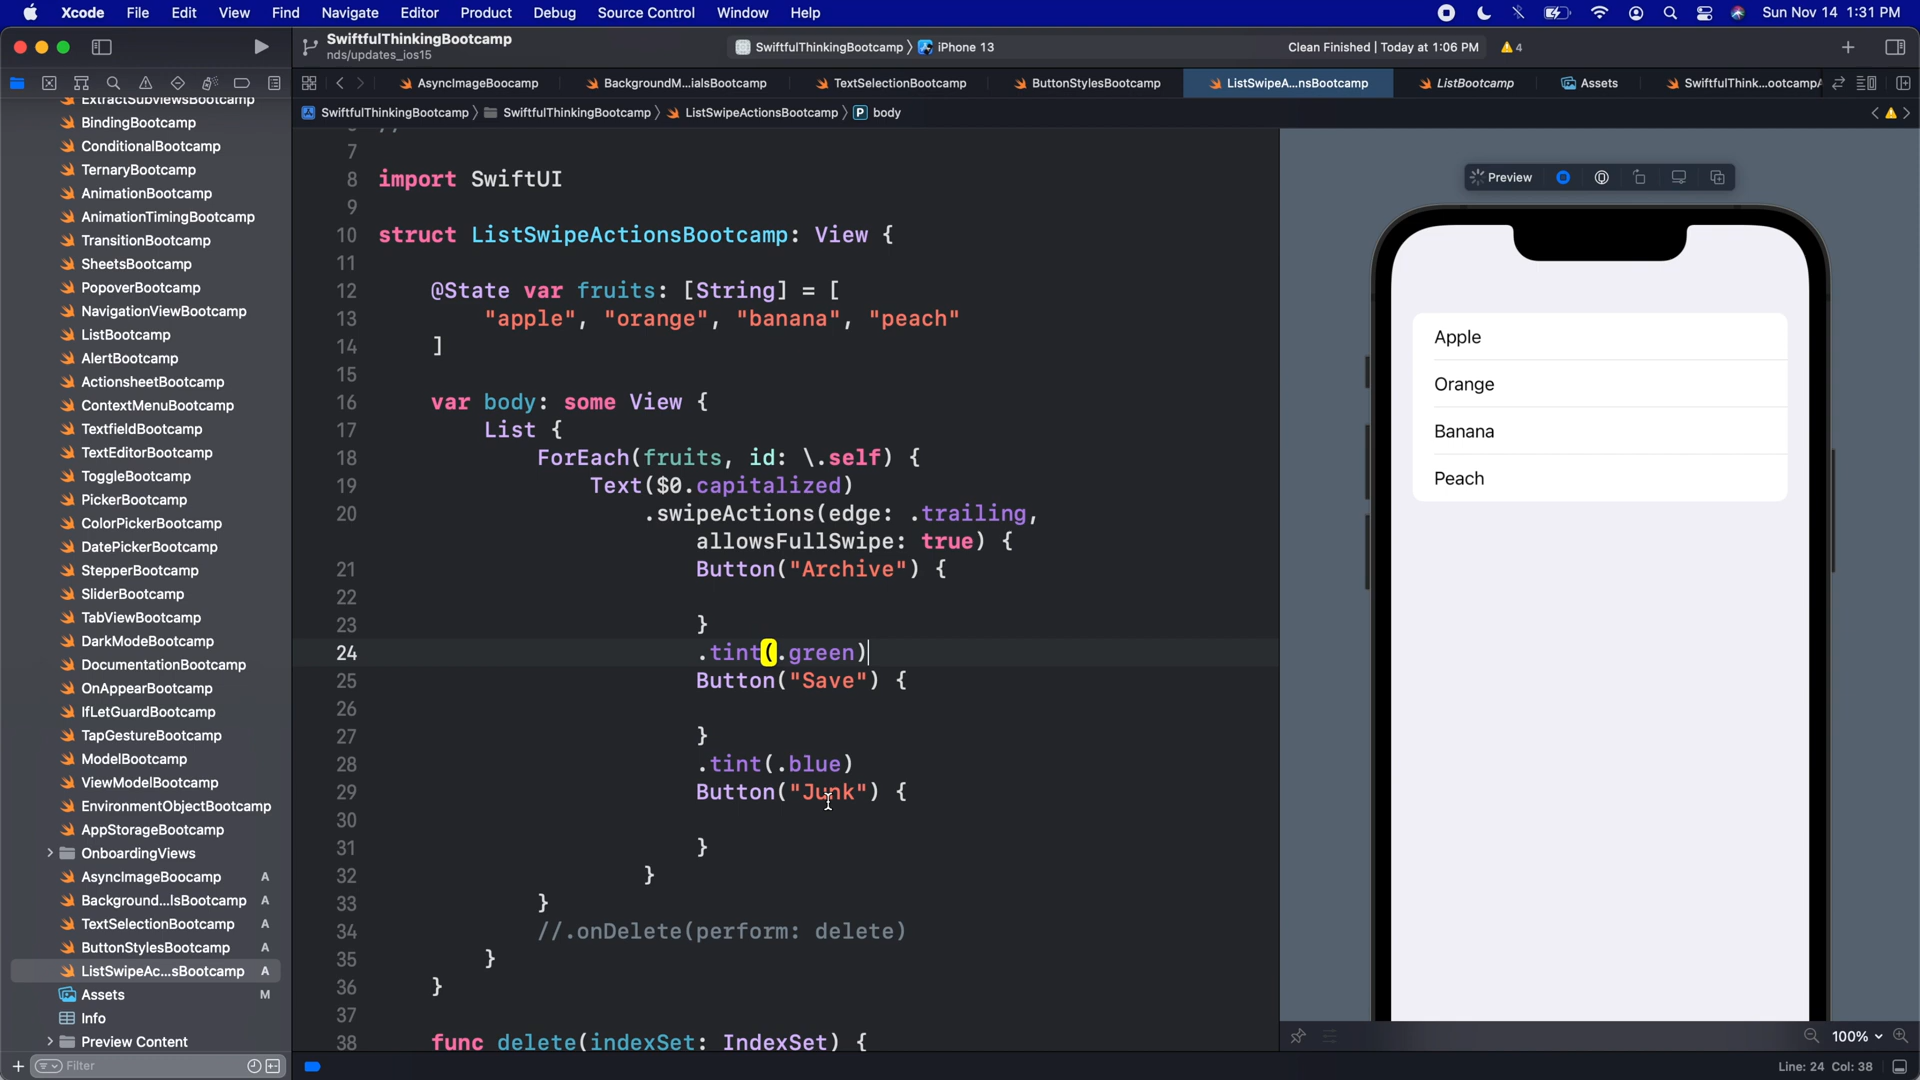 Xcode File Edit View Find Navigate Editor Product Debug Source Control Window Help Sun Nov 14 1:31 PM
SwiftfulThinkingBootcamp
nds/updates_ios15
SwiftfulThinkingBootcamp 〉 iPhone 13 Clean Finished | Today at 1:06 PM 4
AsyncImageBoocamp BackgroundM...ialsBootcamp TextSelectionBootcamp ButtonStylesBootcamp ListSwipeA...nsBootcamp ListBootcamp Assets SwiftfulThink...ootcampA
SwiftfulThinkingBootcamp 〉 SwiftfulThinkingBootcamp 〉 ListSwipeActionsBootcamp 〉 P body
ExtractSubviewsBootcamp
BindingBootcamp
ConditionalBootcamp
TernaryBootcamp
AnimationBootcamp
AnimationTimingBootcamp
TransitionBootcamp
SheetsBootcamp
PopoverBootcamp
NavigationViewBootcamp
ListBootcamp
AlertBootcamp
ActionsheetBootcamp
ContextMenuBootcamp
TextfieldBootcamp
TextEditorBootcamp
ToggleBootcamp
PickerBootcamp
ColorPickerBootcamp
DatePickerBootcamp
StepperBootcamp
SliderBootcamp
TabViewBootcamp
DarkModeBootcamp
DocumentationBootcamp
OnAppearBootcamp
IfLetGuardBootcamp
TapGestureBootcamp
ModelBootcamp
ViewModelBootcamp
EnvironmentObjectBootcamp
AppStorageBootcamp
OnboardingViews
AsyncImageBoocamp A
Background...lsBootcamp A
TextSelectionBootcamp A
ButtonStylesBootcamp A
ListSwipeAc...sBootcamp A
Assets M
Info
Preview Content
Filter
7
8 import SwiftUI
9
10 struct ListSwipeActionsBootcamp: View {
11
12 @State var fruits: [String] = [
13 "apple", "orange", "banana", "peach"
14 ]
15
16 var body: some View {
17 List {
18 ForEach(fruits, id: \.self) {
19 Text($0.capitalized)
20 .swipeActions(edge: .trailing,
allowsFullSwipe: true) {
21 Button("Archive") {
22
23 }
24 .tint(.green)
25 Button("Save") {
26
27 }
28 .tint(.blue)
29 Button("Junk") {
30
31 }
32 }
33 }
34 //.onDelete(perform: delete)
35 }
36 }
37
38 func delete(indexSet: IndexSet) {
Preview
Apple
Orange
Banana
Peach
100%
Line: 24 Col: 38